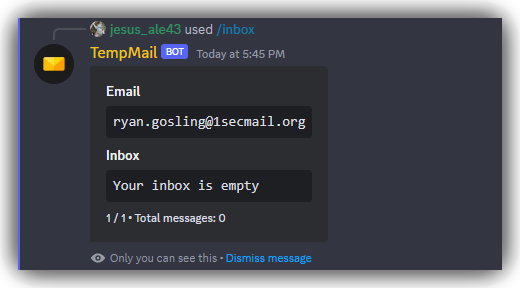 jesus_ale43 used /inbox
TempMail BOT Today at 5:45 PM
Email
ryan.gosling@1secmail.org
Inbox
Your inbox is empty
1 / 1 • Total messages: 0
Only you can see this • Dismiss message